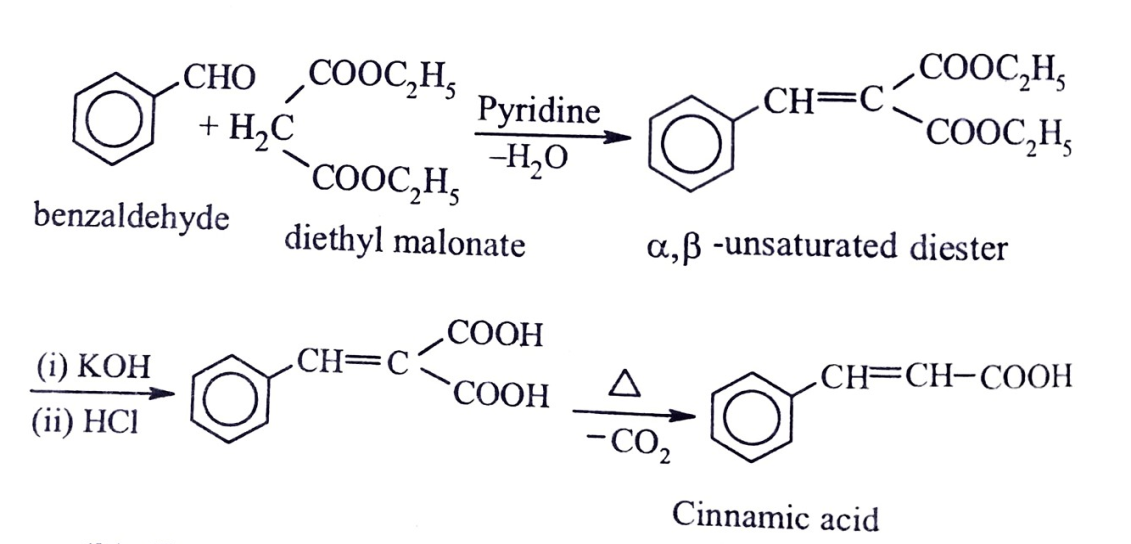 CHO COOC₂H₅ COOC₂H₅
+ H₂C Pyridine CH=C
–H₂O COOC₂H₅
COOC₂H₅
benzaldehyde diethyl malonate α,β -unsaturated diester
COOH
(i) KOH CH=C △ CH=CH–COOH
(ii) HCl COOH –CO₂
Cinnamic acid